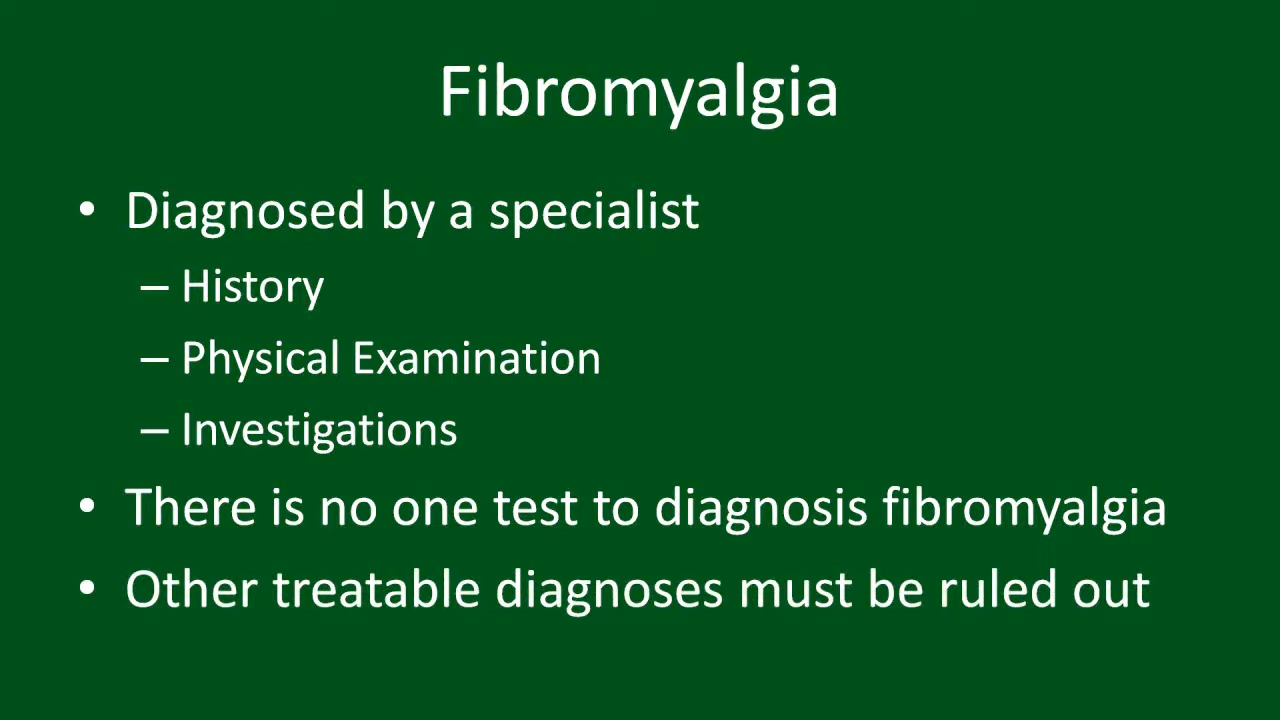 Fibromyalgia
• Diagnosed by a specialist
– History
– Physical Examination
– Investigations
• There is no one test to diagnosis fibromyalgia
• Other treatable diagnoses must be ruled out